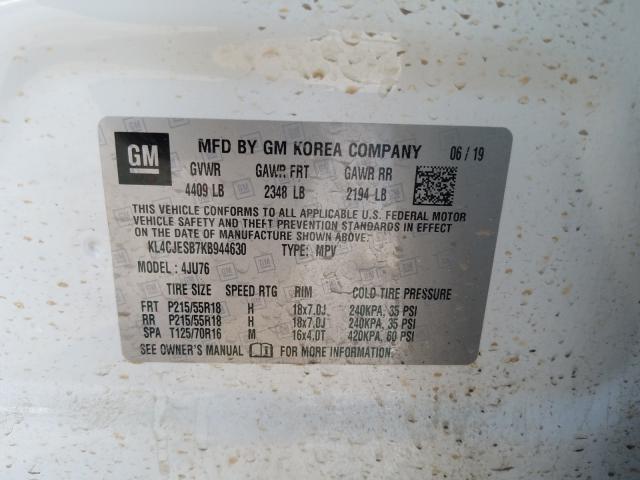 GM
MFD BY GM KOREA COMPANY 06/19
GVWR GAWR FRT GAWR RR
4409 LB 2348 LB 2194 LB
THIS VEHICLE CONFORMS TO ALL APPLICABLE U.S. FEDERAL MOTOR
VEHICLE SAFETY AND THEFT PREVENTION STANDARDS IN EFFECT
ON THE DATE OF MANUFACTURE SHOWN ABOVE.
KL4CJESB7KB944630 TYPE: MPV
MODEL : 4JU76
TIRE SIZE SPEED RTG RIM COLD TIRE PRESSURE
FRT P215/55R18 H 18x7.0J 240KPA, 35 PSI
RR P215/55R18 H 18x7.0J 240KPA, 35 PSI
SPA T125/70R16 M 16x4.0T 420KPA, 60 PSI
SEE OWNER'S MANUAL FOR MORE INFORMATION.